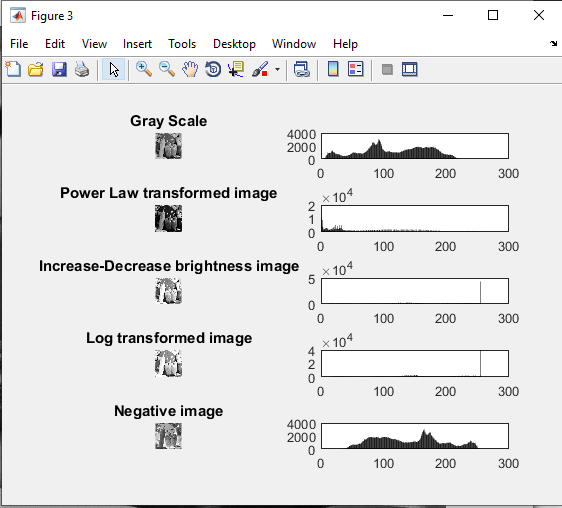 Figure 3
File Edit View Insert Tools Desktop Window Help
Gray Scale
4000
2000
0
0 100 200 300
Power Law transformed image
×10^4
2
1
0
0 100 200 300
Increase-Decrease brightness image
×10^4
5
0
0 100 200 300
Log transformed image
×10^4
4
2
0
0 100 200 300
Negative image
4000
2000
0
0 100 200 300